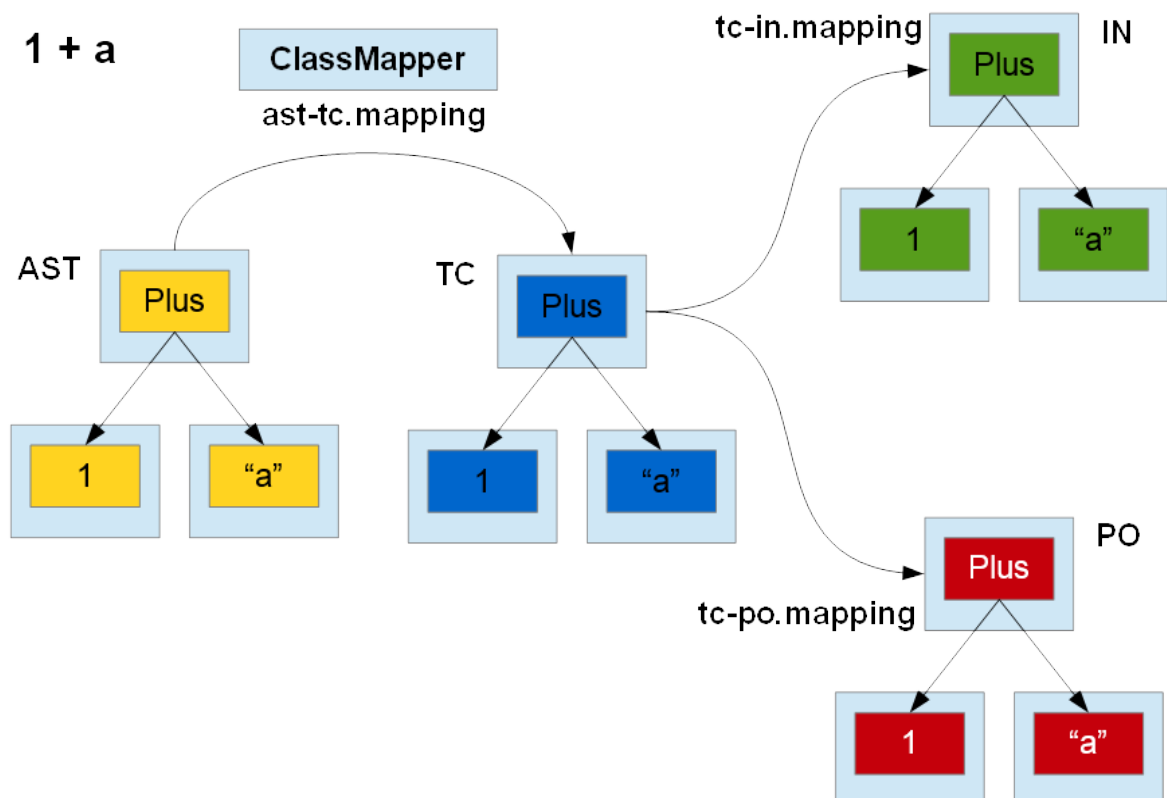 1 + a
ClassMapper
ast-tc.mapping
tc-in.mapping
IN
Plus
1
“a”
AST
Plus
1
“a”
TC
Plus
1
“a”
PO
Plus
tc-po.mapping
1
“a”